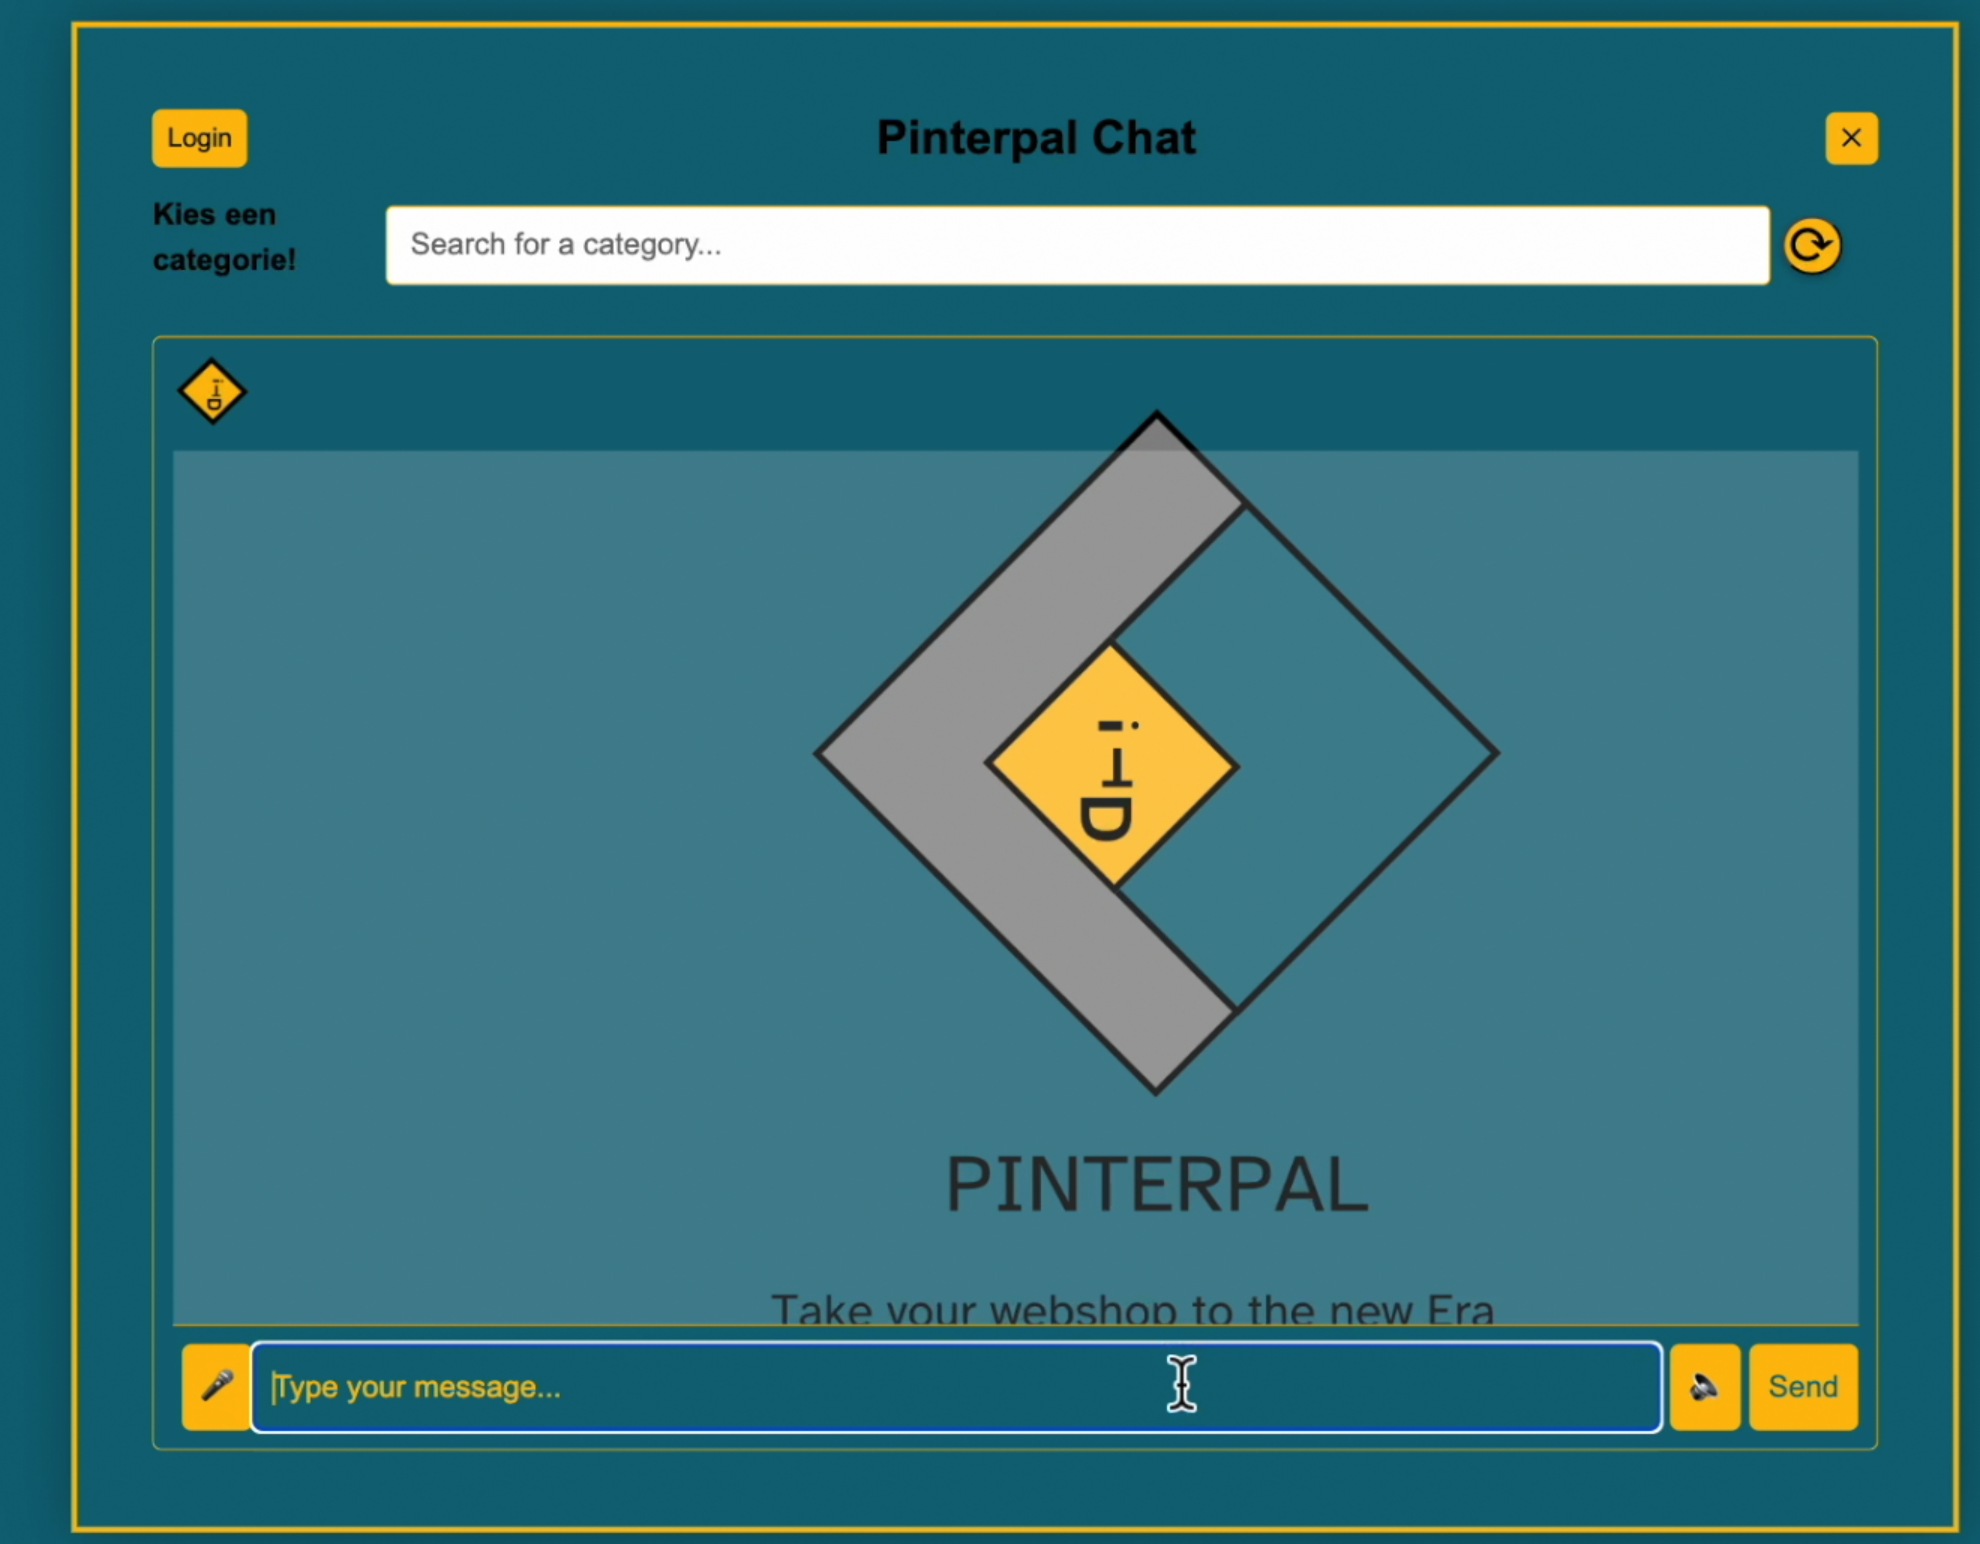 Login
Pinterpal Chat
Kies een
categorie!
Search for a category...
i-D
i-D
PINTERPAL
Take your webshop to the new Era
Type your message...
Send